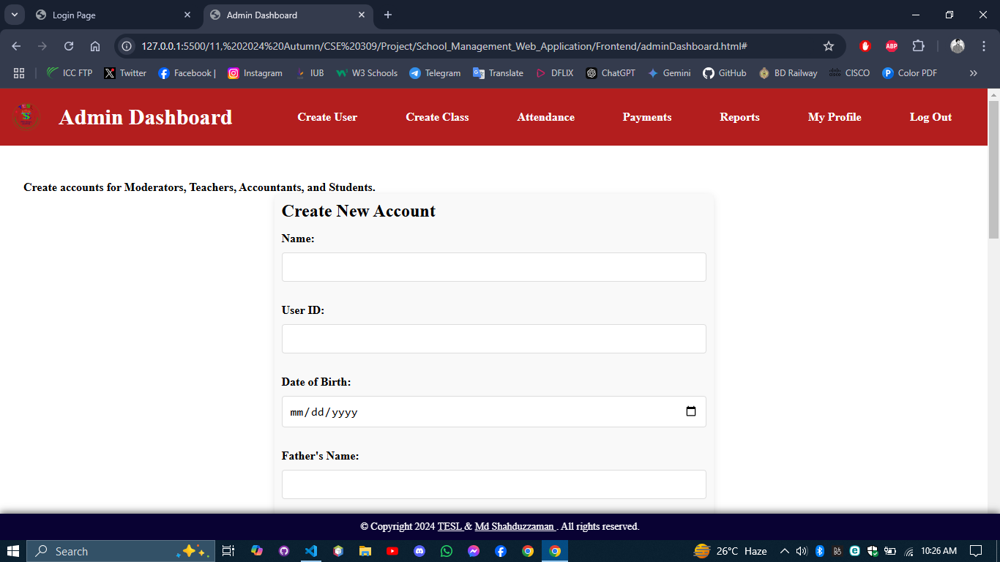 Login Page
Admin Dashboard
127.0.0.1:5500/11,%202024%20Autumn/CSE%20309/Project/School_Management_Web_Application/Frontend/adminDashboard.html#
ABP
ICC FTP Twitter Facebook | Instagram IUB W3 Schools Telegram Translate DFLIX ChatGPT Gemini GitHub BD Railway CISCO Color PDF
Admin Dashboard Create User Create Class Attendance Payments Reports My Profile Log Out
Create accounts for Moderators, Teachers, Accountants, and Students.
Create New Account
Name:
User ID:
Date of Birth:
mm/dd/yyyy
Father's Name:
© Copyright 2024 TESL & Md Shahduzzaman . All rights reserved.
Search 26°C Haze 10:26 AM